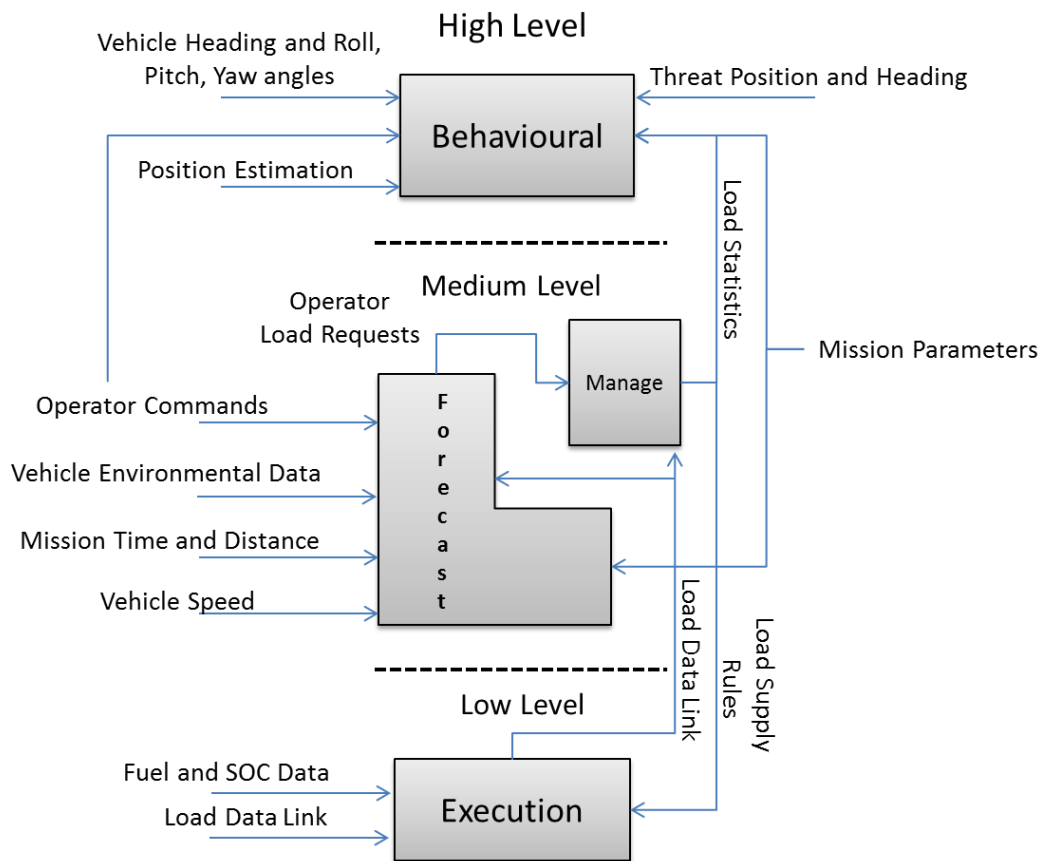 High Level
Vehicle Heading and Roll,
Pitch, Yaw angles
Threat Position and Heading
Behavioural
Position Estimation
Load Statistics
Medium Level
Operator
Load Requests
Manage
Mission Parameters
Operator Commands
Forecast
Vehicle Environmental Data
Mission Time and Distance
Vehicle Speed
Load Data Link
Load Supply
Rules
Low Level
Fuel and SOC Data
Load Data Link
Execution